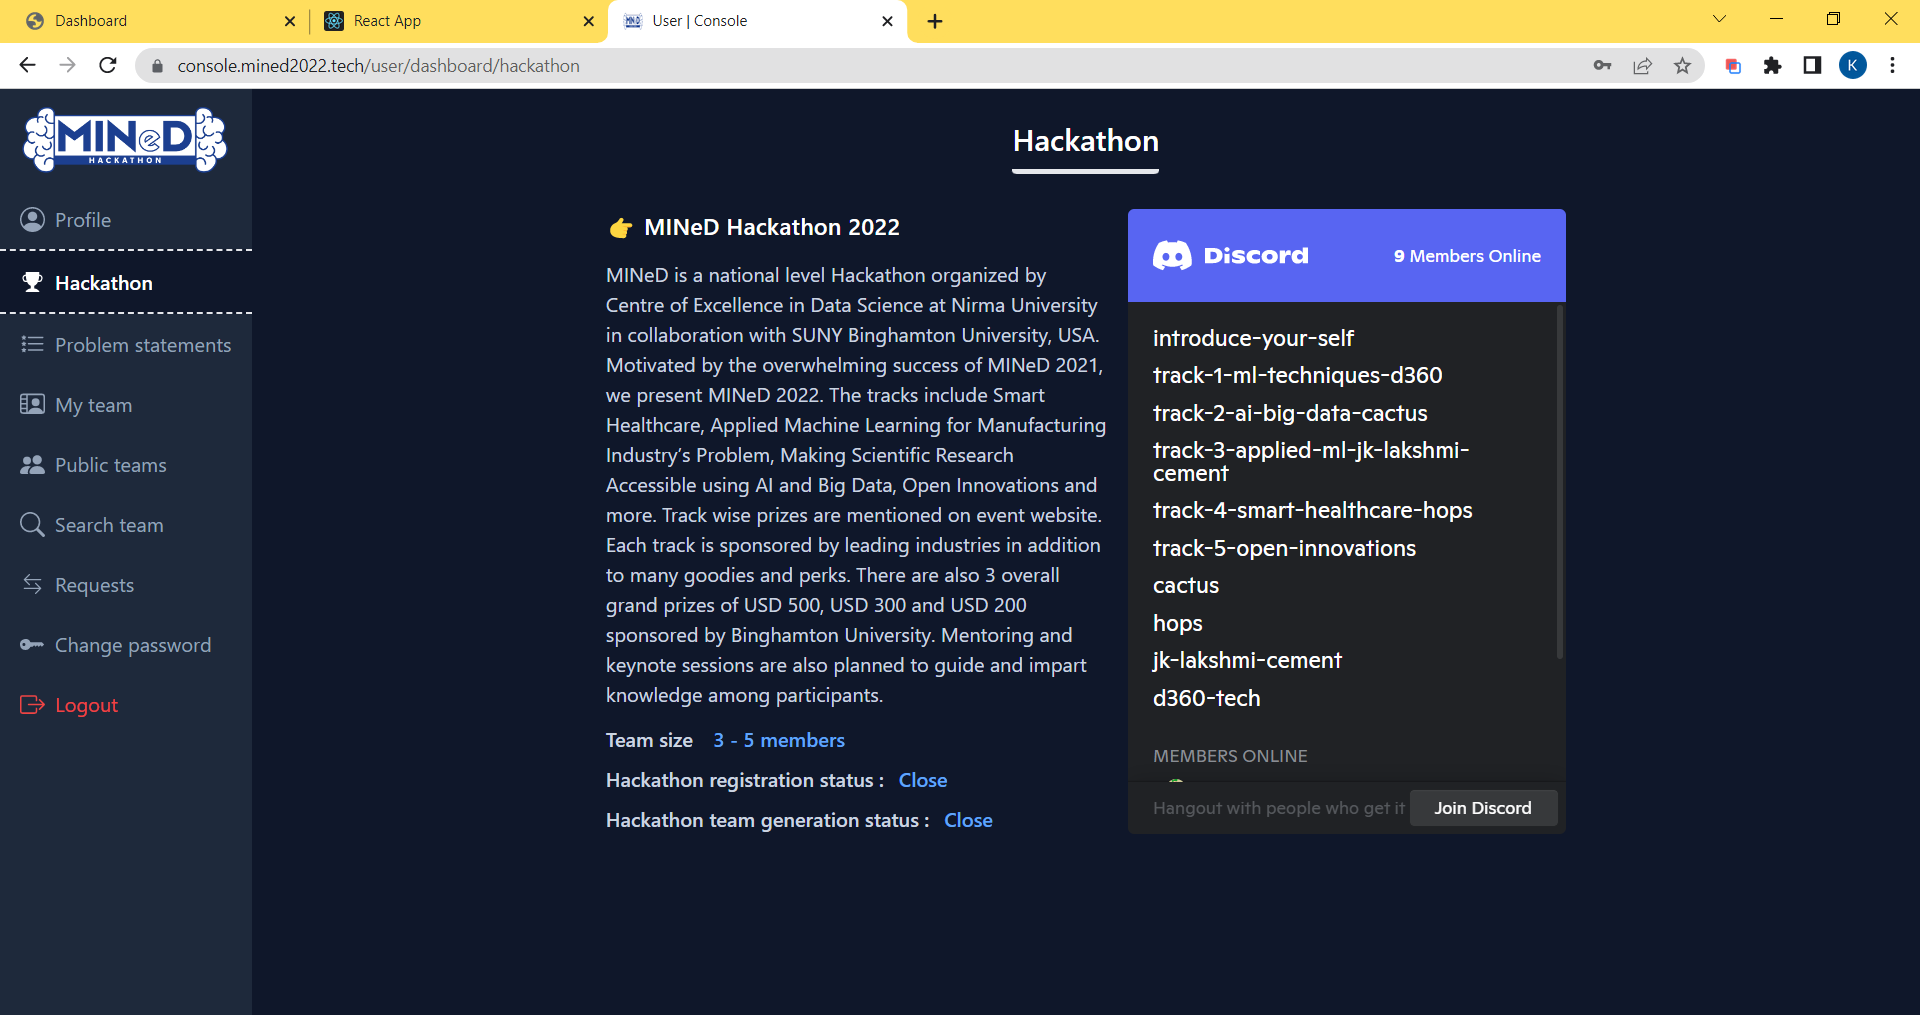 Dashboard
React App
User | Console
console.mined2022.tech/user/dashboard/hackathon
K
MINeD
HACKATHON
Profile
Hackathon
Problem statements
My team
Public teams
Search team
Requests
Change password
Logout
Hackathon
MINeD Hackathon 2022
MINeD is a national level Hackathon organized by
Centre of Excellence in Data Science at Nirma University
in collaboration with SUNY Binghamton University, USA.
Motivated by the overwhelming success of MINeD 2021,
we present MINeD 2022. The tracks include Smart
Healthcare, Applied Machine Learning for Manufacturing
Industry’s Problem, Making Scientific Research
Accessible using AI and Big Data, Open Innovations and
more. Track wise prizes are mentioned on event website.
Each track is sponsored by leading industries in addition
to many goodies and perks. There are also 3 overall
grand prizes of USD 500, USD 300 and USD 200
sponsored by Binghamton University. Mentoring and
keynote sessions are also planned to guide and impart
knowledge among participants.
Team size 3 - 5 members
Hackathon registration status : Close
Hackathon team generation status : Close
Discord
9 Members Online
introduce-your-self
track-1-ml-techniques-d360
track-2-ai-big-data-cactus
track-3-applied-ml-jk-lakshmi-
cement
track-4-smart-healthcare-hops
track-5-open-innovations
cactus
hops
jk-lakshmi-cement
d360-tech
MEMBERS ONLINE
Hangout with people who get it
Join Discord